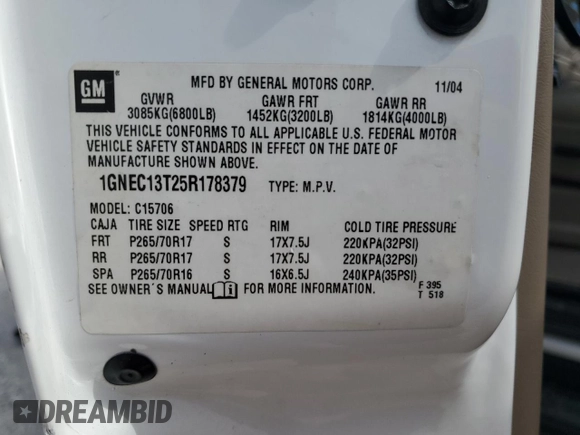 GM
MFD BY GENERAL MOTORS CORP. 11/04
GVWR GAWR FRT GAWR RR
3085KG(6800LB) 1452KG(3200LB) 1814KG(4000LB)
THIS VEHICLE CONFORMS TO ALL APPLICABLE U.S. FEDERAL MOTOR
VEHICLE SAFETY STANDARDS IN EFFECT ON THE DATE OF
MANUFACTURE SHOWN ABOVE.
1GNEC13T25R178379 TYPE: M.P.V.
MODEL: C15706
CAJA TIRE SIZE SPEED RTG RIM COLD TIRE PRESSURE
FRT P265/70R17 S 17X7.5J 220KPA(32PSI)
RR P265/70R17 S 17X7.5J 220KPA(32PSI)
SPA P265/70R16 S 16X6.5J 240KPA(35PSI)
SEE OWNER'S MANUAL FOR MORE INFORMATION.
F 395
T 518
DREAMBID